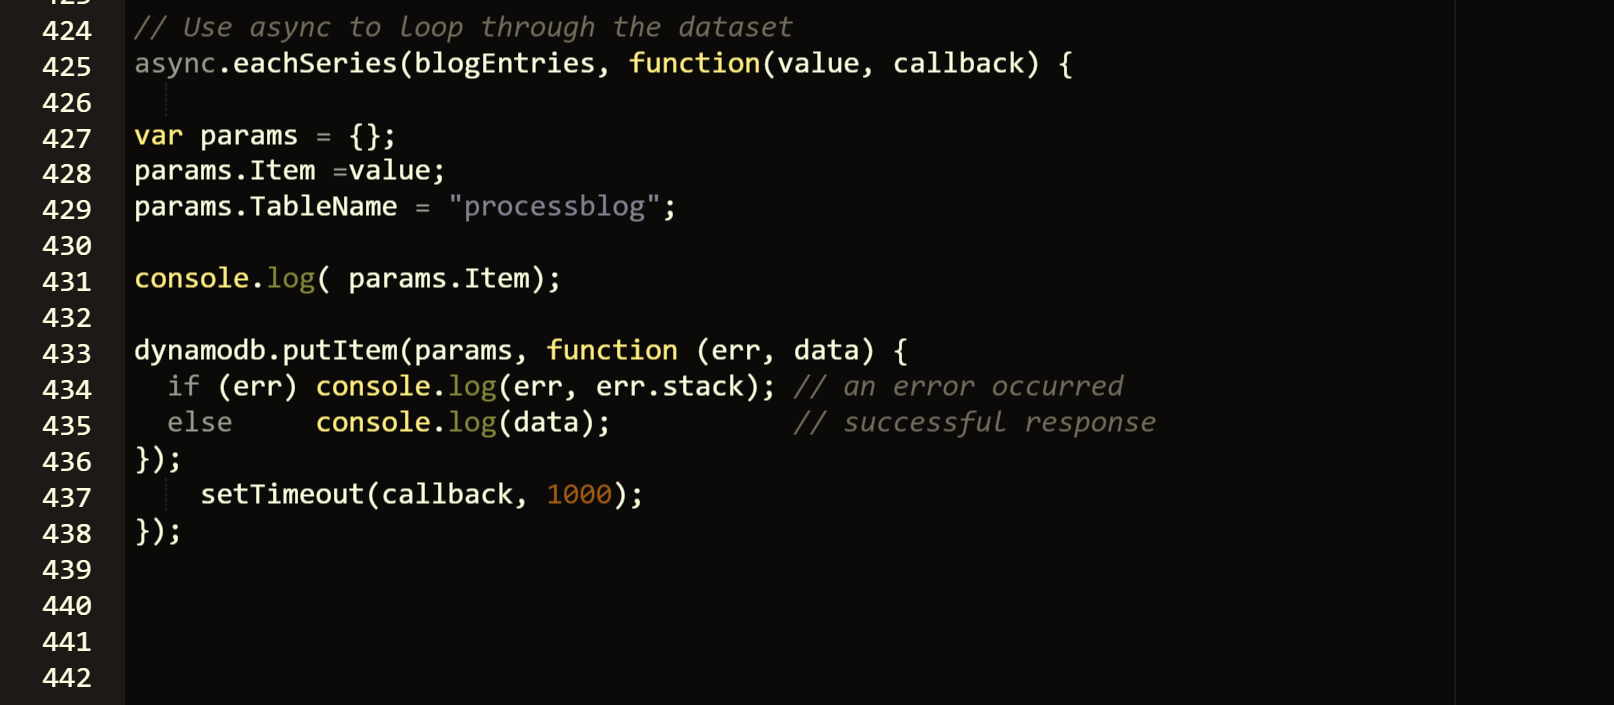 423
424 // Use async to loop through the dataset
425 async.eachSeries(blogEntries, function(value, callback) {
426
427 var params = {};
428 params.Item =value;
429 params.TableName = "processblog";
430
431 console.log( params.Item);
432
433 dynamodb.putItem(params, function (err, data) {
434   if (err) console.log(err, err.stack); // an error occurred
435   else     console.log(data);           // successful response
436 });
437     setTimeout(callback, 1000);
438 });
439
440
441
442